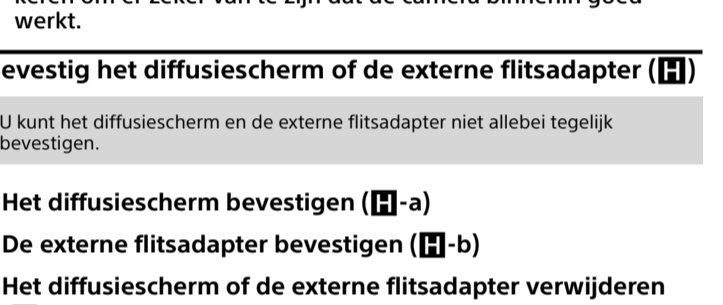 werkt.
evestig het diffusiescherm of de externe flitsadapter (H)
U kunt het diffusiescherm en de externe flitsadapter niet allebei tegelijk
bevestigen.
Het diffusiescherm bevestigen (H-a)
De externe flitsadapter bevestigen (H-b)
Het diffusiescherm of de externe flitsadapter verwijderen